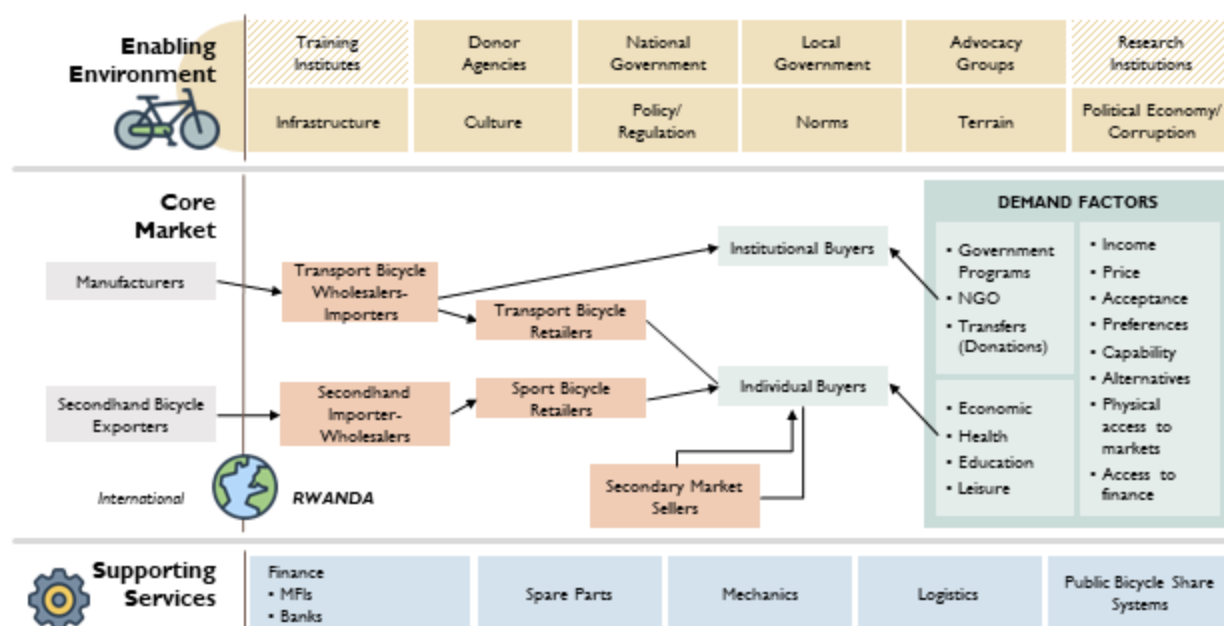 Enabling
Environment
Training
Institutes
Donor
Agencies
National
Government
Local
Government
Advocacy
Groups
Research
Institutions
Infrastructure
Culture
Policy/
Regulation
Norms
Terrain
Political Economy/
Corruption
Core
Market
Manufacturers
Transport Bicycle
Wholesalers-
Importers
Transport Bicycle
Retailers
Institutional Buyers
Secondhand Bicycle
Exporters
Secondhand
Importer-
Wholesalers
Sport Bicycle
Retailers
Individual Buyers
Secondary Market
Sellers
International
RWANDA
DEMAND FACTORS
▪ Government
Programs
▪ NGO
▪ Transfers
(Donations)
▪ Economic
▪ Health
▪ Education
▪ Leisure
▪ Income
▪ Price
▪ Acceptance
▪ Preferences
▪ Capability
▪ Alternatives
▪ Physical
access to
markets
▪ Access to
finance
Supporting
Services
Finance
▪ MFIs
▪ Banks
Spare Parts
Mechanics
Logistics
Public Bicycle Share
Systems